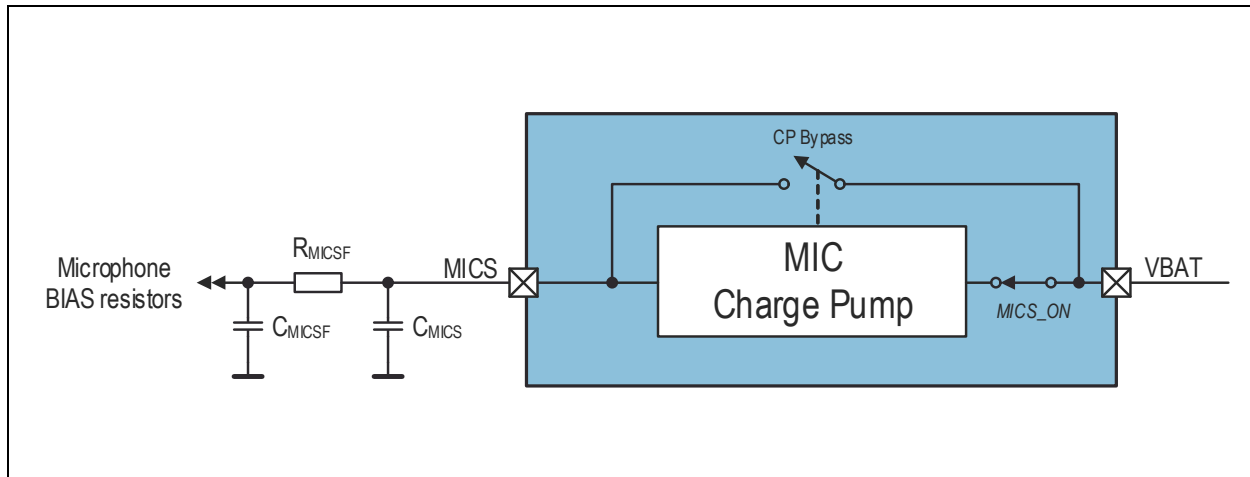 CP Bypass
Microphone
BIAS resistors
RMICSF
MICS
VBAT
MIC
Charge Pump
MICS_ON
CMICSF
CMICS